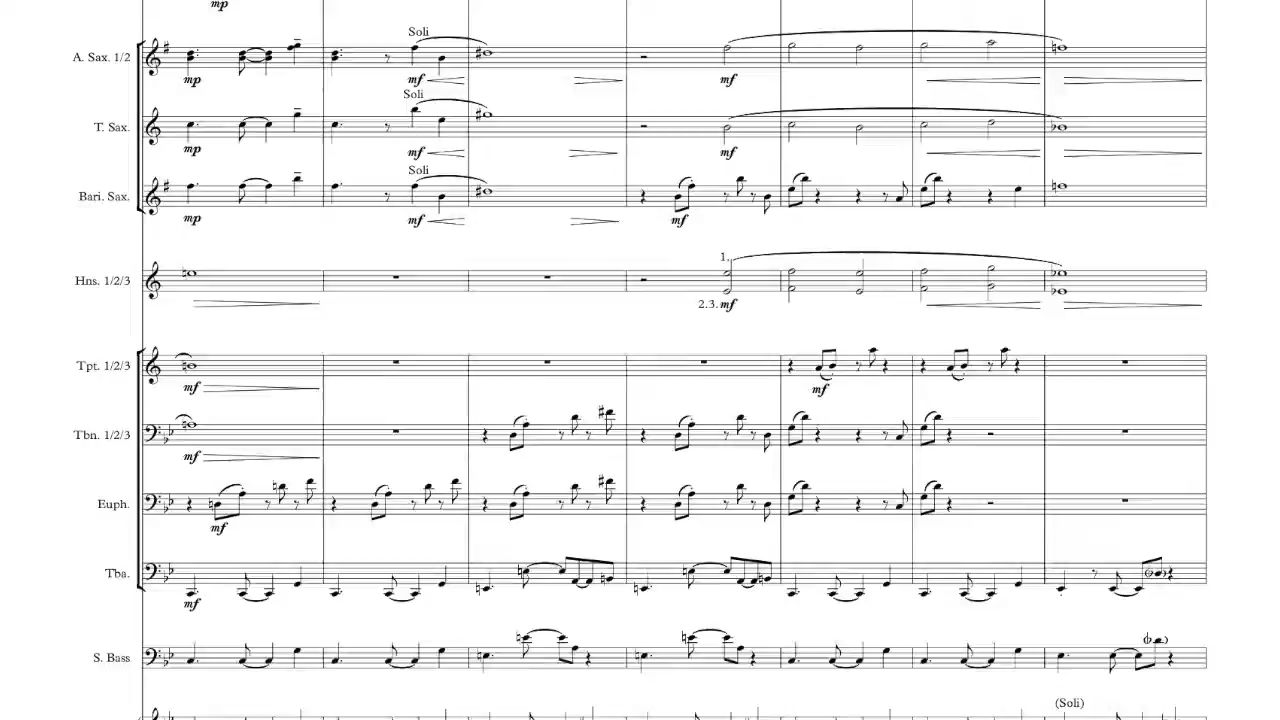 mp
Soli
A. Sax. 1/2
mp mf
Soli
mf
T. Sax.
mp mf mf
Soli
Bari. Sax.
mp mf mf
1.
Hns. 1/2/3
2.3. mf
Tpt. 1/2/3
mf mf
Tbn. 1/2/3
mf
Euph.
mf
Tba.
mf
S. Bass
(Soli)